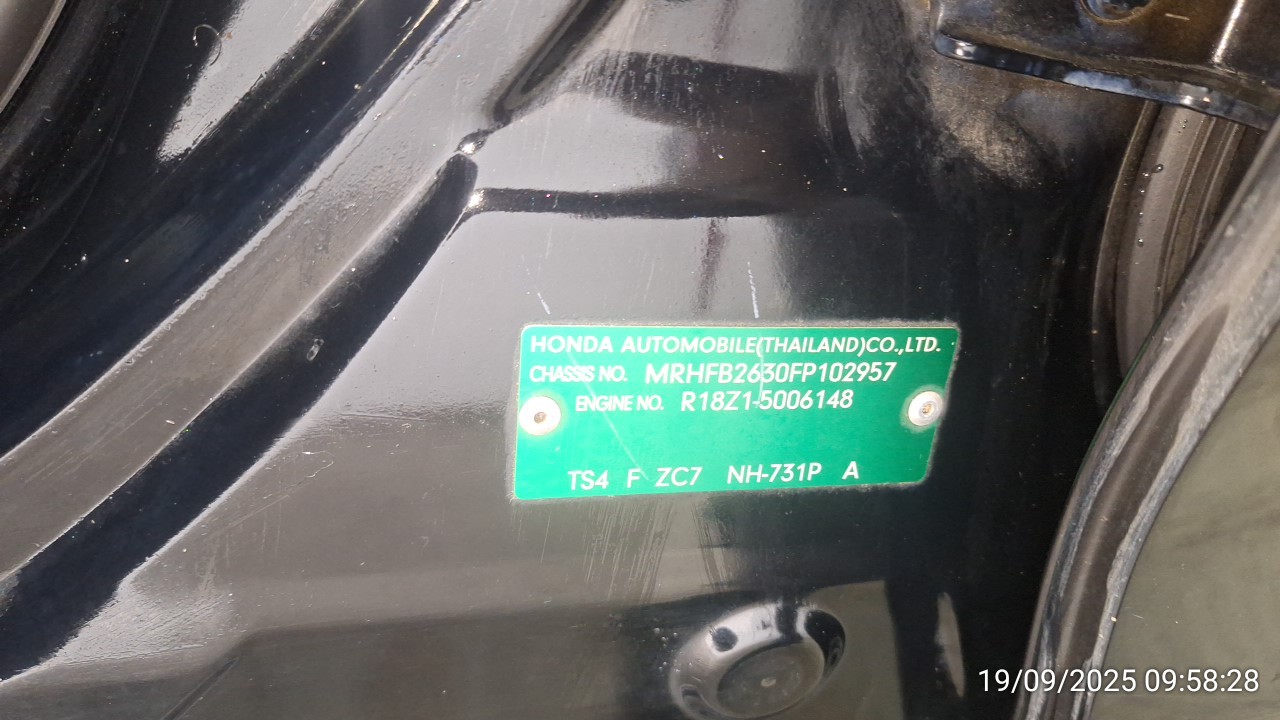 HONDA AUTOMOBILE(THAILAND)CO.,LTD.
CHASSIS NO. MRHFB2630FP102957
ENGINE NO. R18Z1-5006148
TS4 F ZC7 NH-731P A
19/09/2025 09:58:28